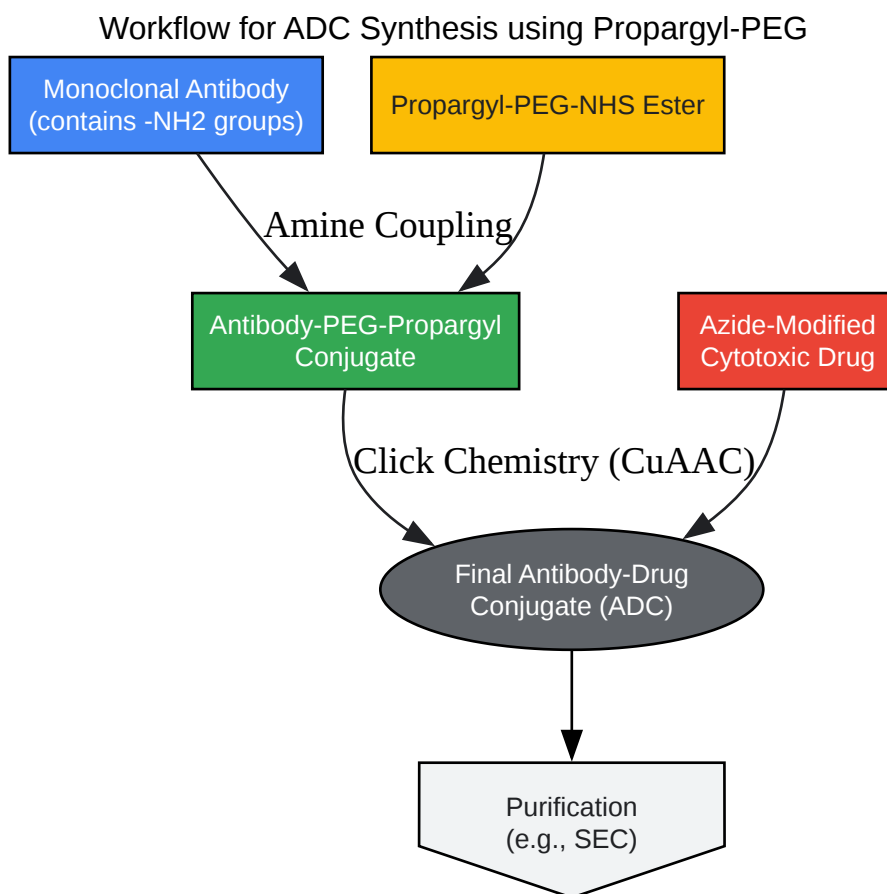 Workflow for ADC Synthesis using Propargyl-PEG
Monoclonal Antibody
(contains -NH2 groups)
Propargyl-PEG-NHS Ester
Amine Coupling
Antibody-PEG-Propargyl
Conjugate
Azide-Modified
Cytotoxic Drug
Click Chemistry (CuAAC)
Final Antibody-Drug
Conjugate (ADC)
Purification
(e.g., SEC)